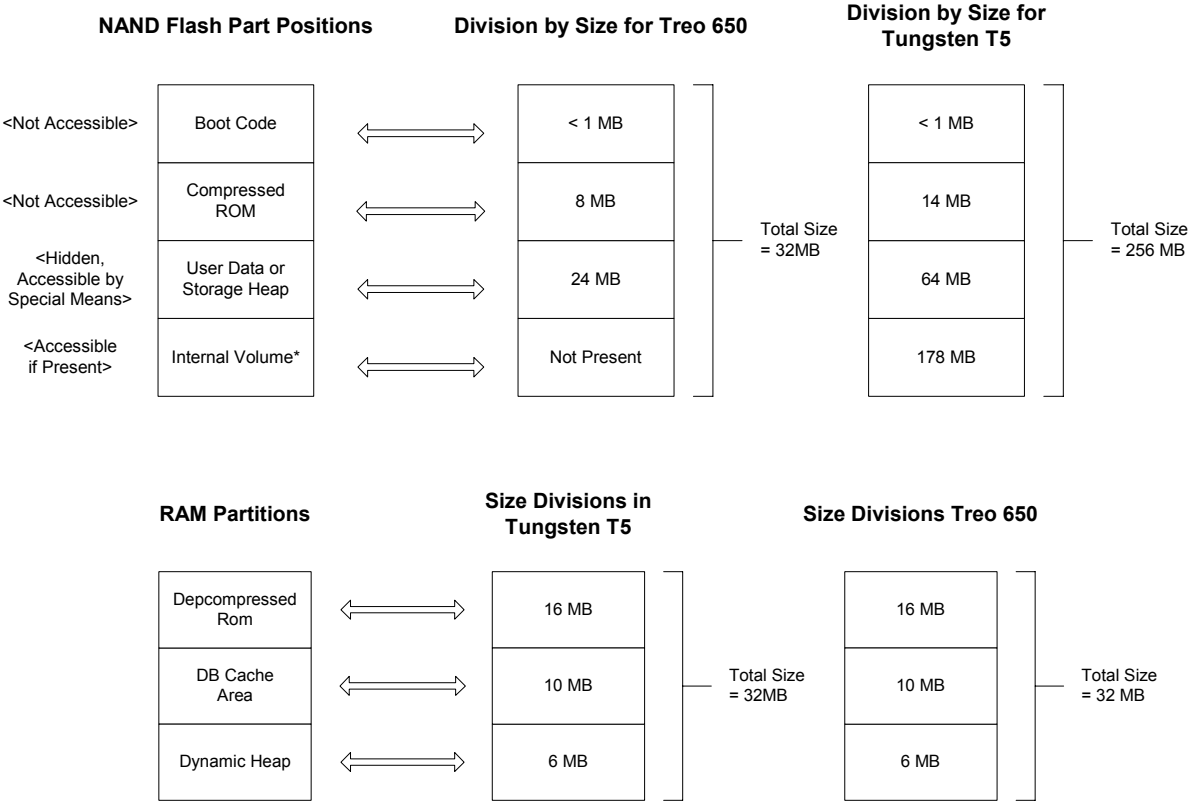 NAND Flash Part Positions
Division by Size for Treo 650
Division by Size for
Tungsten T5
<Not Accessible>
Boot Code
< 1 MB
< 1 MB
<Not Accessible>
Compressed
ROM
8 MB
14 MB
Total Size
= 32MB
Total Size
= 256 MB
<Hidden,
Accessible by
Special Means>
User Data or
Storage Heap
24 MB
64 MB
<Accessible
if Present>
Internal Volume*
Not Present
178 MB
RAM Partitions
Size Divisions in
Tungsten T5
Size Divisions Treo 650
Depcompressed
Rom
16 MB
16 MB
DB Cache
Area
10 MB
Total Size
= 32MB
10 MB
Total Size
= 32 MB
Dynamic Heap
6 MB
6 MB